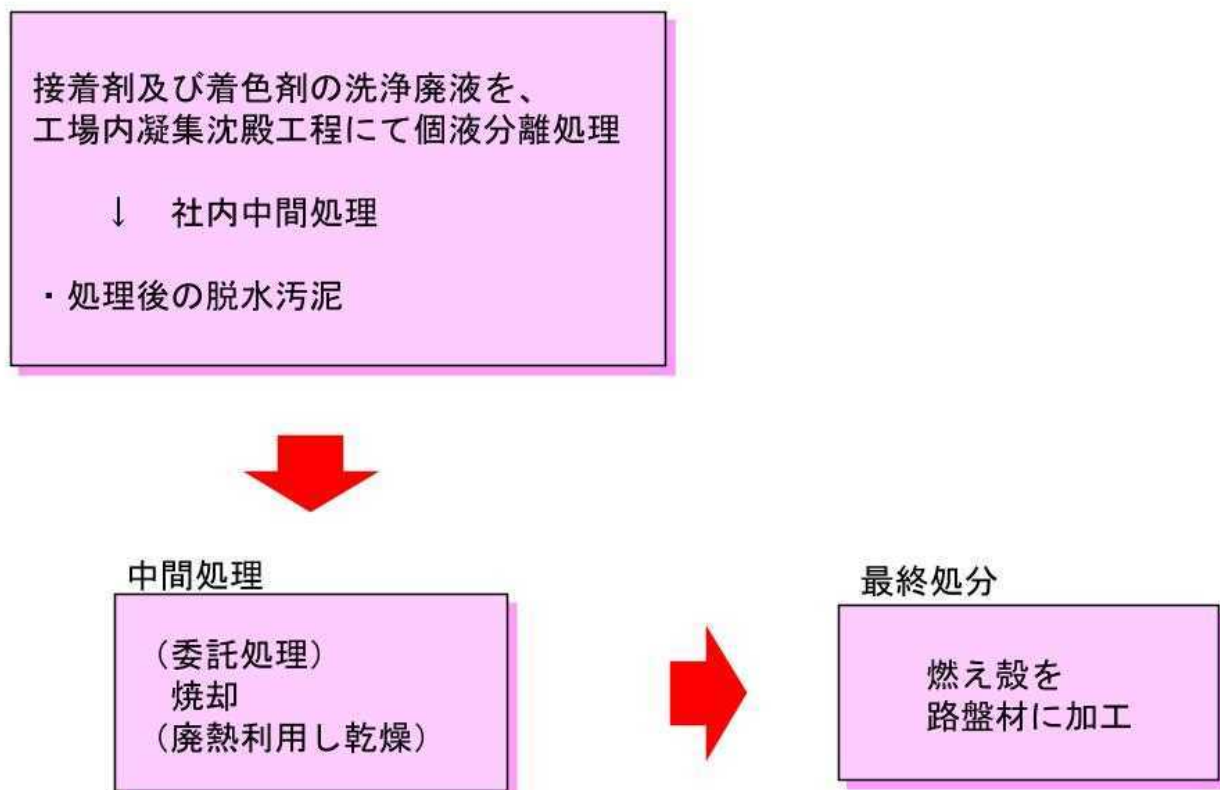 接着剤及び着色剤の洗浄廃液を、
工場内凝集沈殿工程にて個液分離処理
↓　社内中間処理
・処理後の脱水汚泥
中間処理
（委託処理）
焼却
（廃熱利用し乾燥）
最終処分
燃え殻を
路盤材に加工